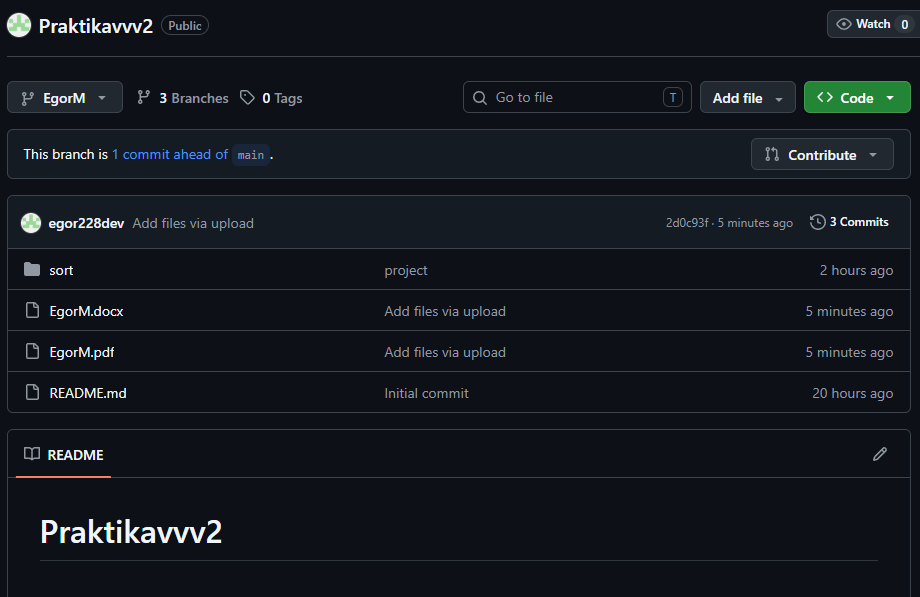 Praktikavvv2 Public Watch 0
EgorM 3 Branches 0 Tags Go to file T Add file Code
This branch is 1 commit ahead of main . Contribute
egor228dev Add files via upload 2d0c93f · 5 minutes ago 3 Commits
sort project 2 hours ago
EgorM.docx Add files via upload 5 minutes ago
EgorM.pdf Add files via upload 5 minutes ago
README.md Initial commit 20 hours ago
README
Praktikavvv2